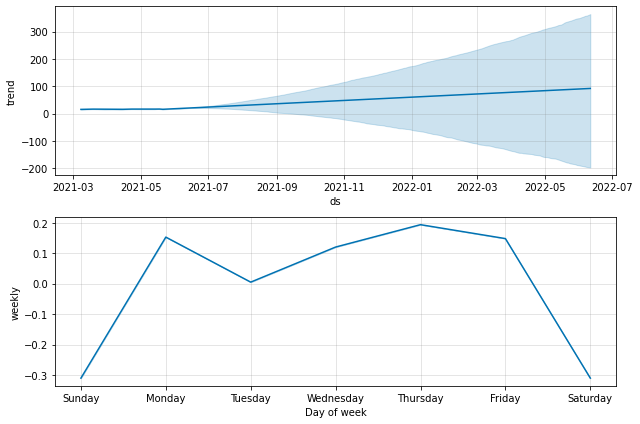 300
200
100
0
−100
−200
trend
2021-03 2021-05 2021-07 2021-09 2021-11 2022-01 2022-03 2022-05 2022-07
ds
0.2
0.1
0.0
−0.1
−0.2
−0.3
weekly
Sunday Monday Tuesday Wednesday Thursday Friday Saturday
Day of week